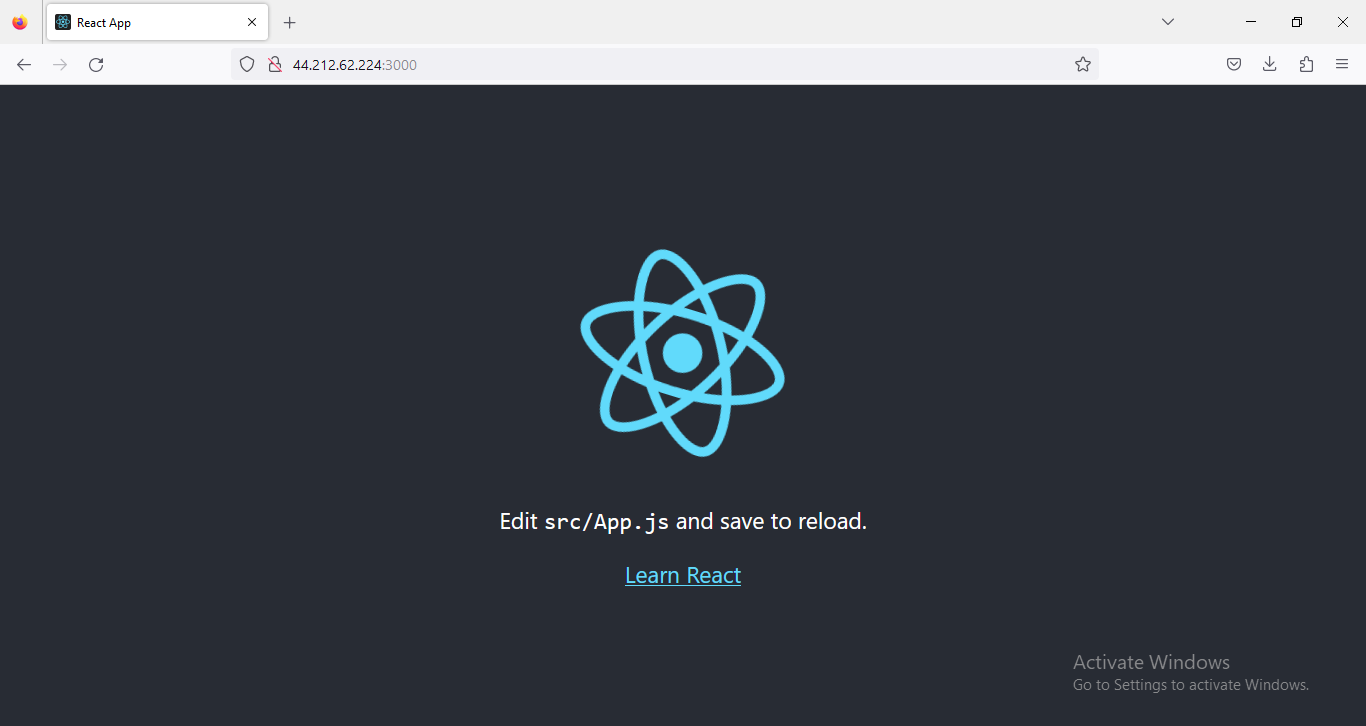 React App
44.212.62.224:3000
Edit src/App.js and save to reload.
Learn React
Activate Windows
Go to Settings to activate Windows.